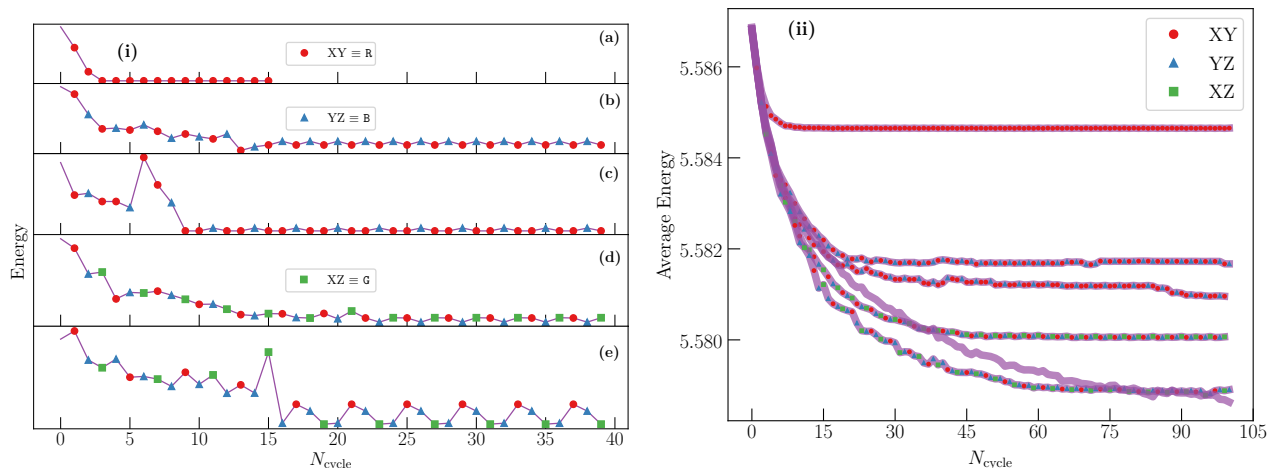 (i)
(a)
XY ≡ R
(b)
YZ ≡ B
(c)
(d)
XZ ≡ G
(e)
Energy
0 5 10 15 20 25 30 35 40
N_cycle
(ii)
XY
YZ
XZ
5.586
5.584
5.582
5.580
Average Energy
0 15 30 45 60 75 90 105
N_cycle